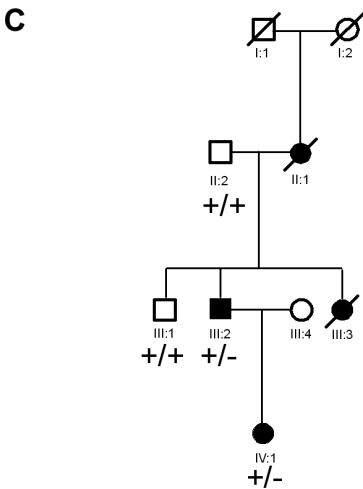 C
I:1 I:2
II:2 II:1
+/+
III:1 III:2 III:4 III:3
+/+ +/-
IV:1
+/-